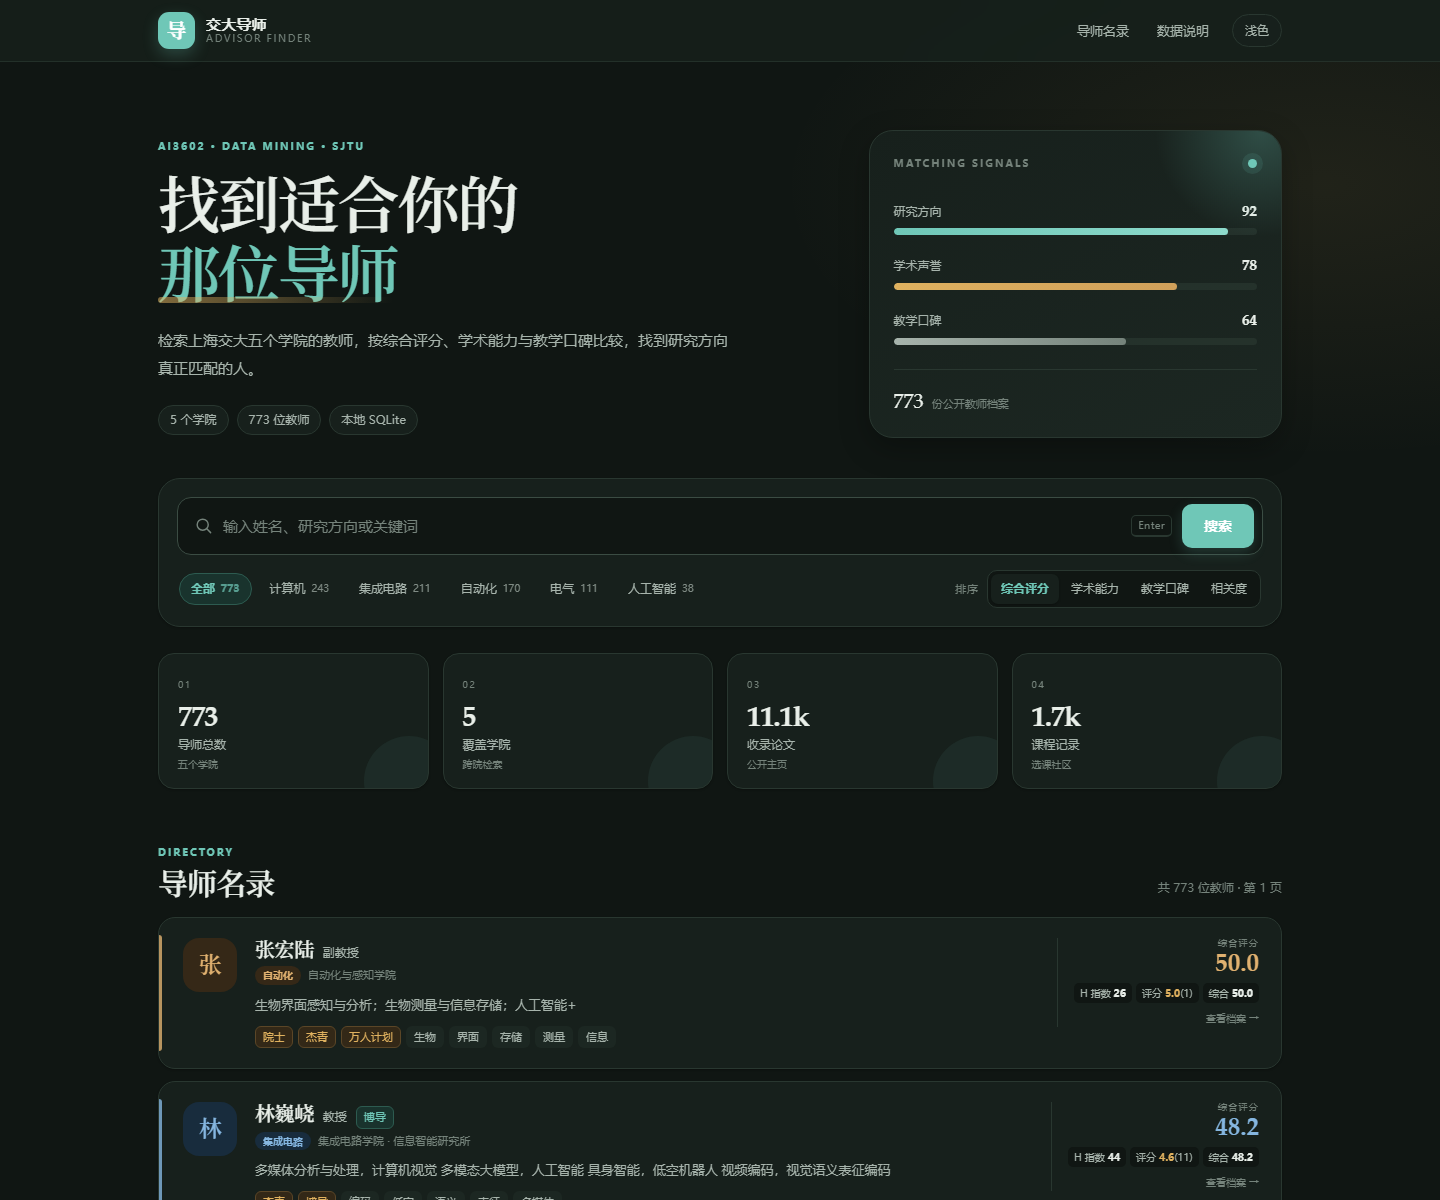 导
交大导师
ADVISOR FINDER
导师名录
数据说明
浅色
AI3602 • DATA MINING • SJTU
找到适合你的
那位导师
检索上海交大五个学院的教师，按综合评分、学术能力与教学口碑比较，找到研究方向
真正匹配的人。
5 个学院
773 位教师
本地 SQLite
MATCHING SIGNALS
研究方向 92
学术声誉 78
教学口碑 64
773 份公开教师档案
输入姓名、研究方向或关键词
Enter
搜索
全部 773
计算机 243
集成电路 211
自动化 170
电气 111
人工智能 38
排序
综合评分
学术能力
教学口碑
相关度
01
773
导师总数
五个学院
02
5
覆盖学院
跨院检索
03
11.1k
收录论文
公开主页
04
1.7k
课程记录
选课社区
DIRECTORY
导师名录
共 773 位教师 · 第 1 页
张
张宏陆 副教授
自动化 自动化与感知学院
生物界面感知与分析；生物测量与信息存储；人工智能+
院士 杰青 万人计划 生物 界面 存储 测量 信息
综合评分
50.0
H 指数 26 评分 5.0(1) 综合 50.0
查看档案 →
林
林巍峣 教授 博导
集成电路 集成电路学院 · 信息智能研究所
多媒体分析与处理，计算机视觉 多模态大模型，人工智能 具身智能，低空机器人 视频编码，视觉语义表征编码
杰青 博导 编码 低空 语义 表征 多媒体
综合评分
48.2
H 指数 44 评分 4.6(11) 综合 48.2
查看档案 →